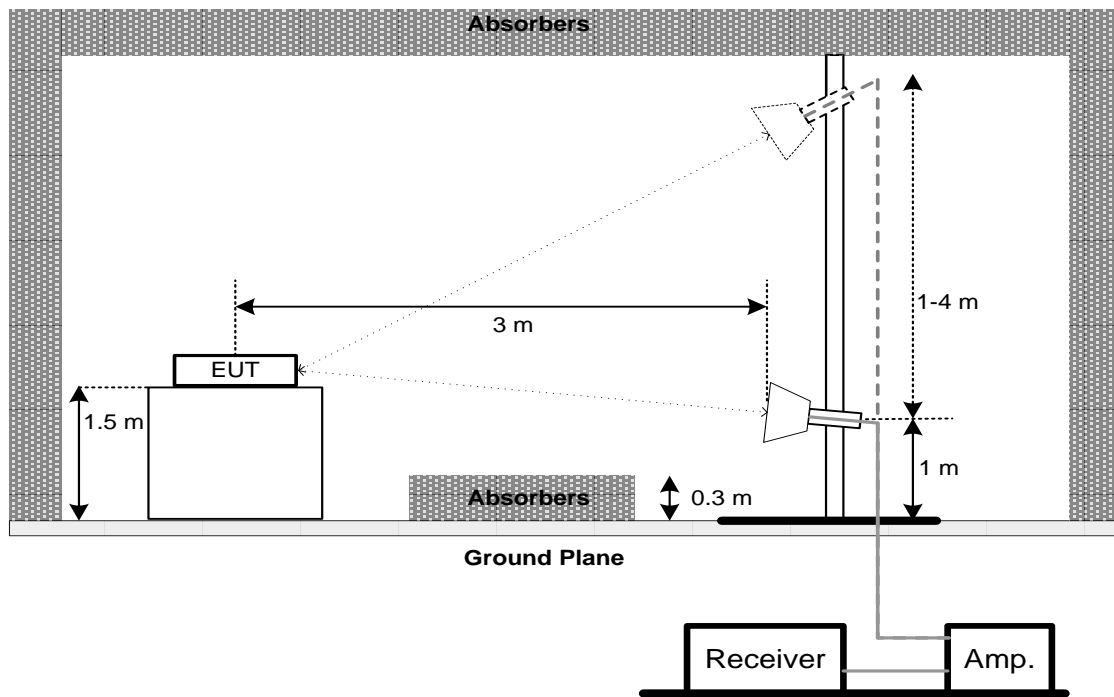 Absorbers
1-4 m
3 m
EUT
1.5 m
1 m
Absorbers
0.3 m
Ground Plane
Receiver
Amp.